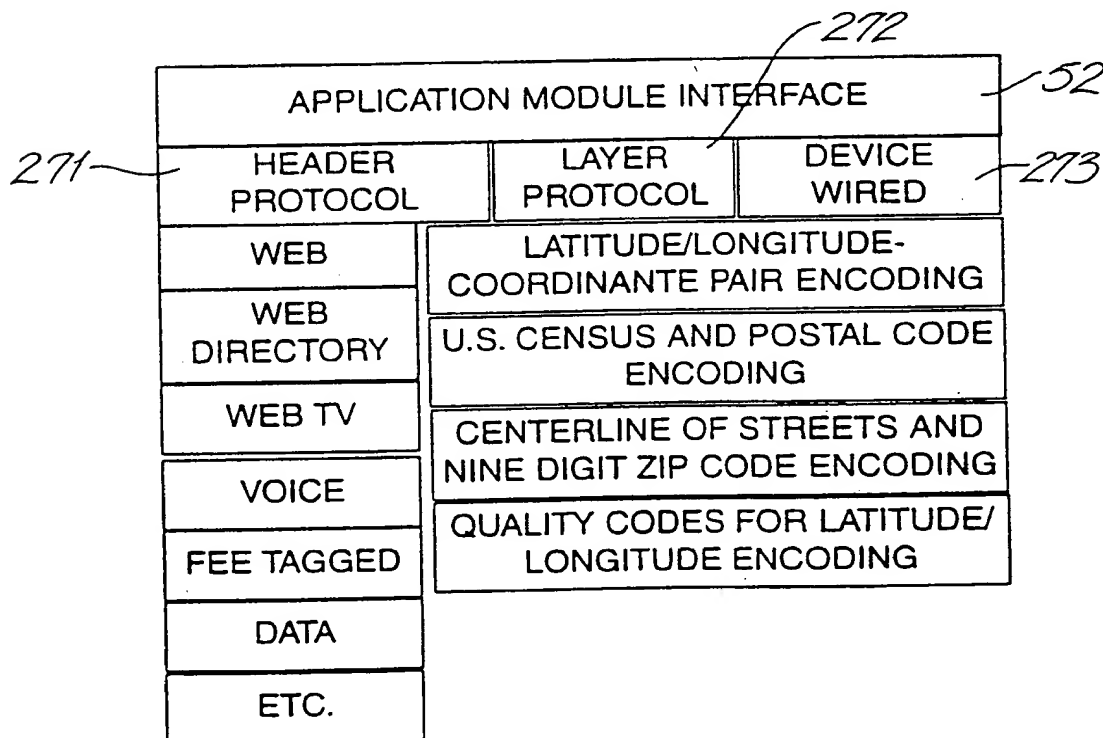 272
APPLICATION MODULE INTERFACE
52
271
HEADER
PROTOCOL
LAYER
PROTOCOL
DEVICE
WIRED
273
WEB
WEB
DIRECTORY
WEB TV
VOICE
FEE TAGGED
DATA
ETC.
LATITUDE/LONGITUDE-
COORDINANTE PAIR ENCODING
U.S. CENSUS AND POSTAL CODE
ENCODING
CENTERLINE OF STREETS AND
NINE DIGIT ZIP CODE ENCODING
QUALITY CODES FOR LATITUDE/
LONGITUDE ENCODING